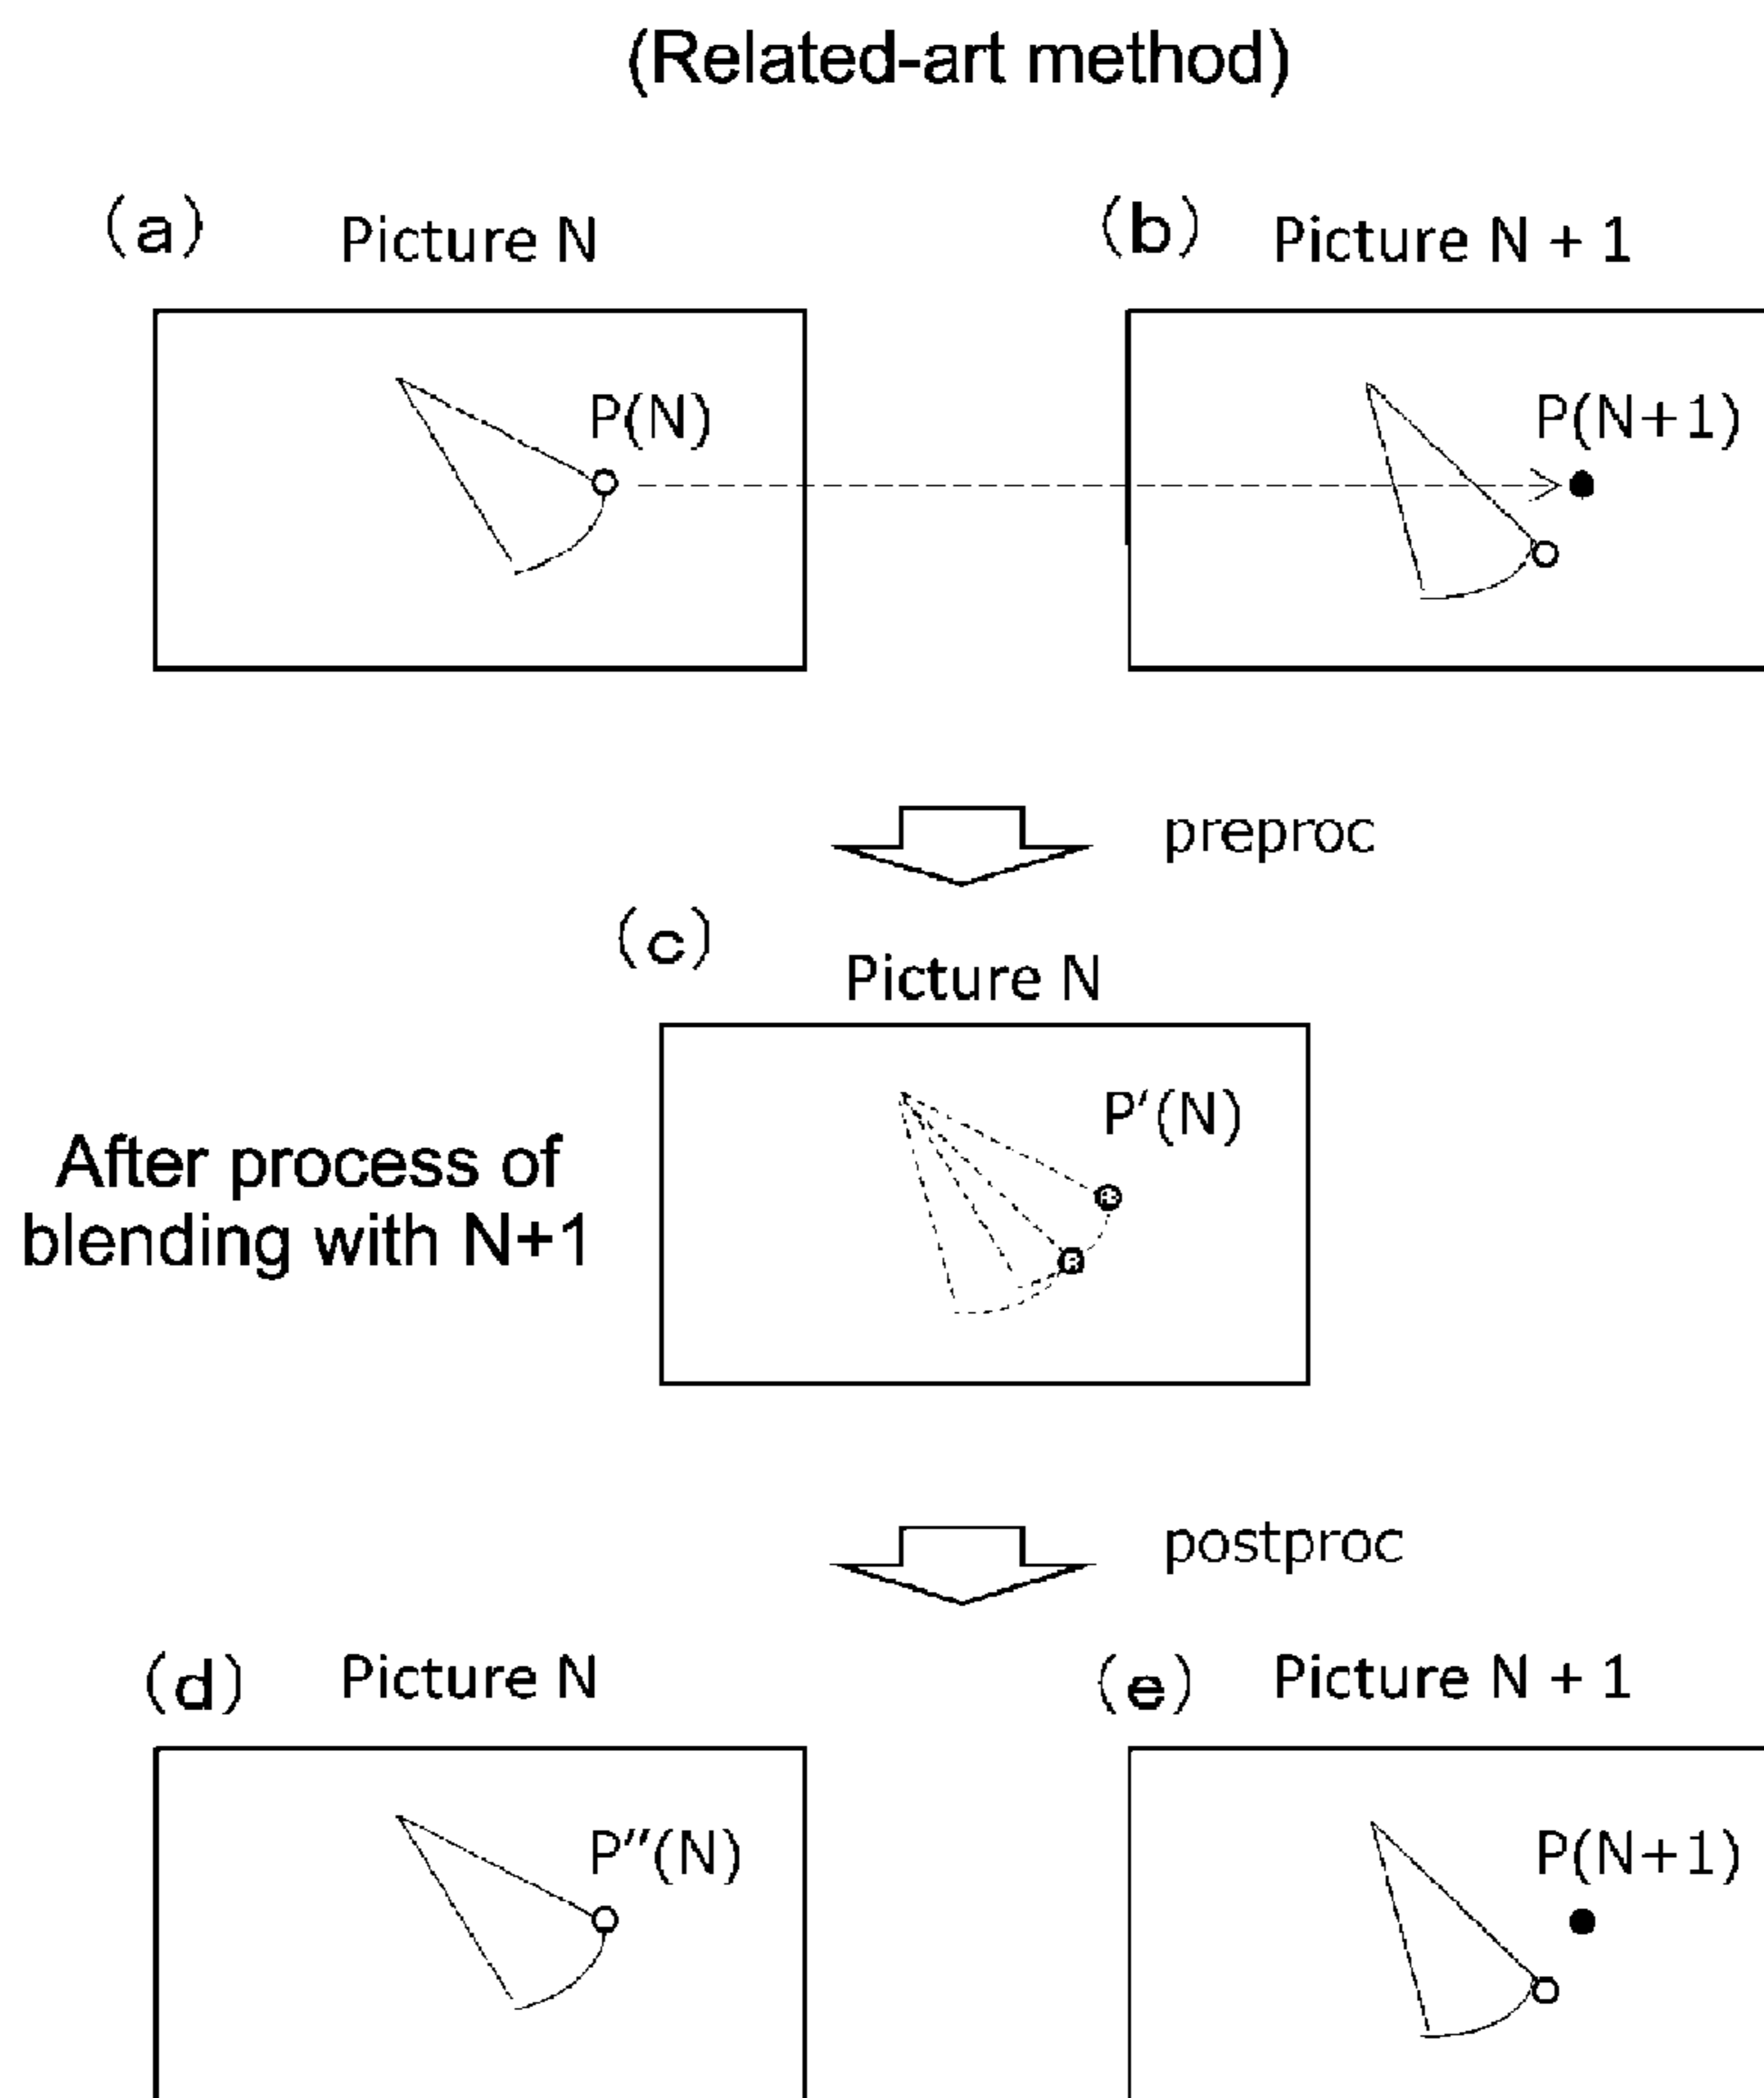 (Related-art method)
(a) Picture N
(b) Picture N + 1
P(N)
P(N+1)
preproc
(c)
Picture N
P′(N)
After process of
blending with N+1
postproc
(d) Picture N
(e) Picture N + 1
P″(N)
P(N+1)